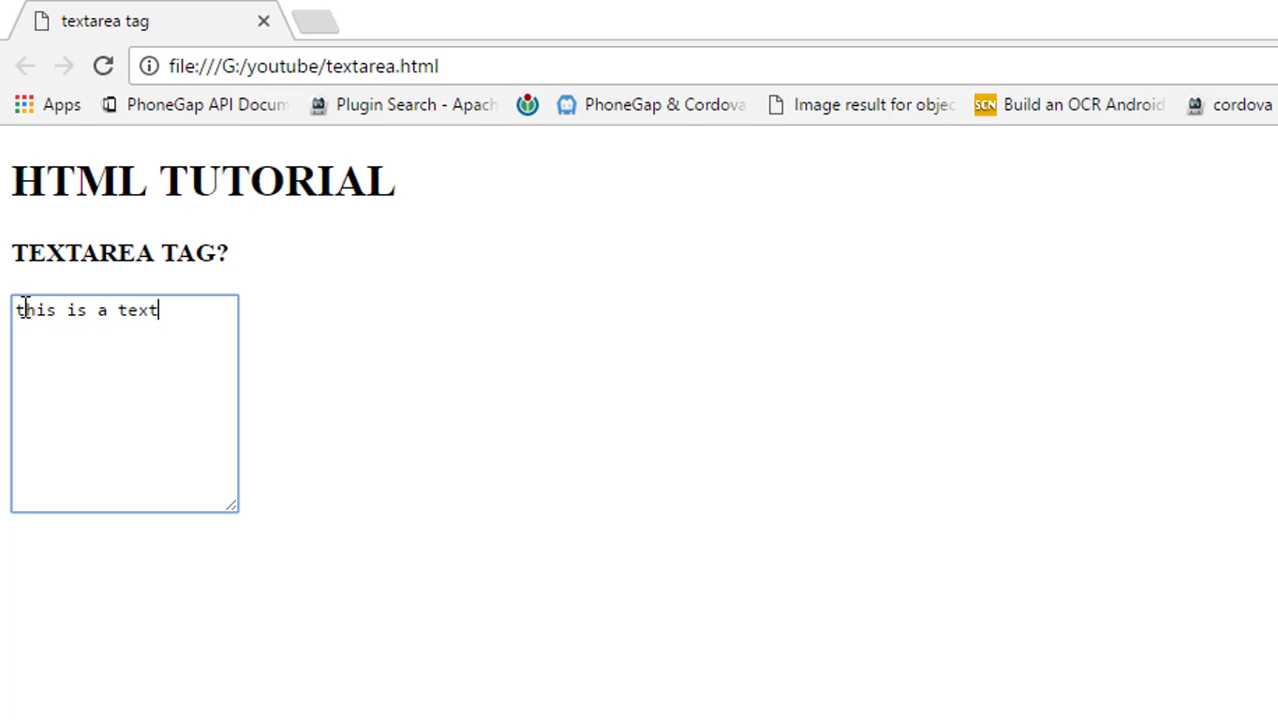 textarea tag
file:///G:/youtube/textarea.html
Apps PhoneGap API Docum Plugin Search - Apach PhoneGap & Cordova Image result for objec SCN Build an OCR Android cordova
HTML TUTORIAL
TEXTAREA TAG?
this is a text